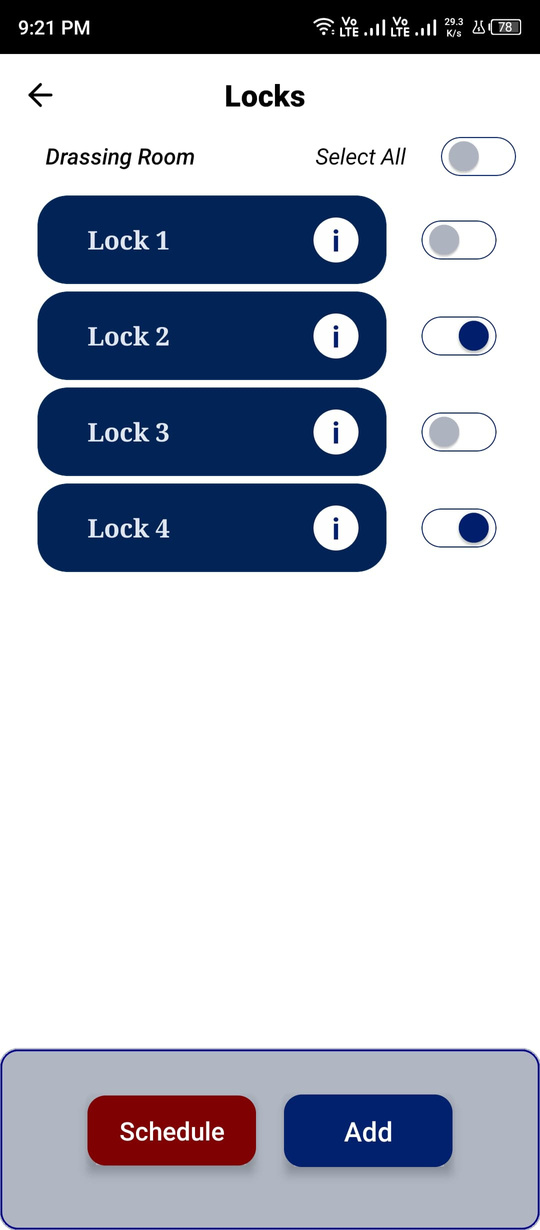 9:21 PM Vo LTE Vo LTE 29.3 K/s 78
Locks
Drassing Room Select All
Lock 1 i
Lock 2 i
Lock 3 i
Lock 4 i
Schedule Add